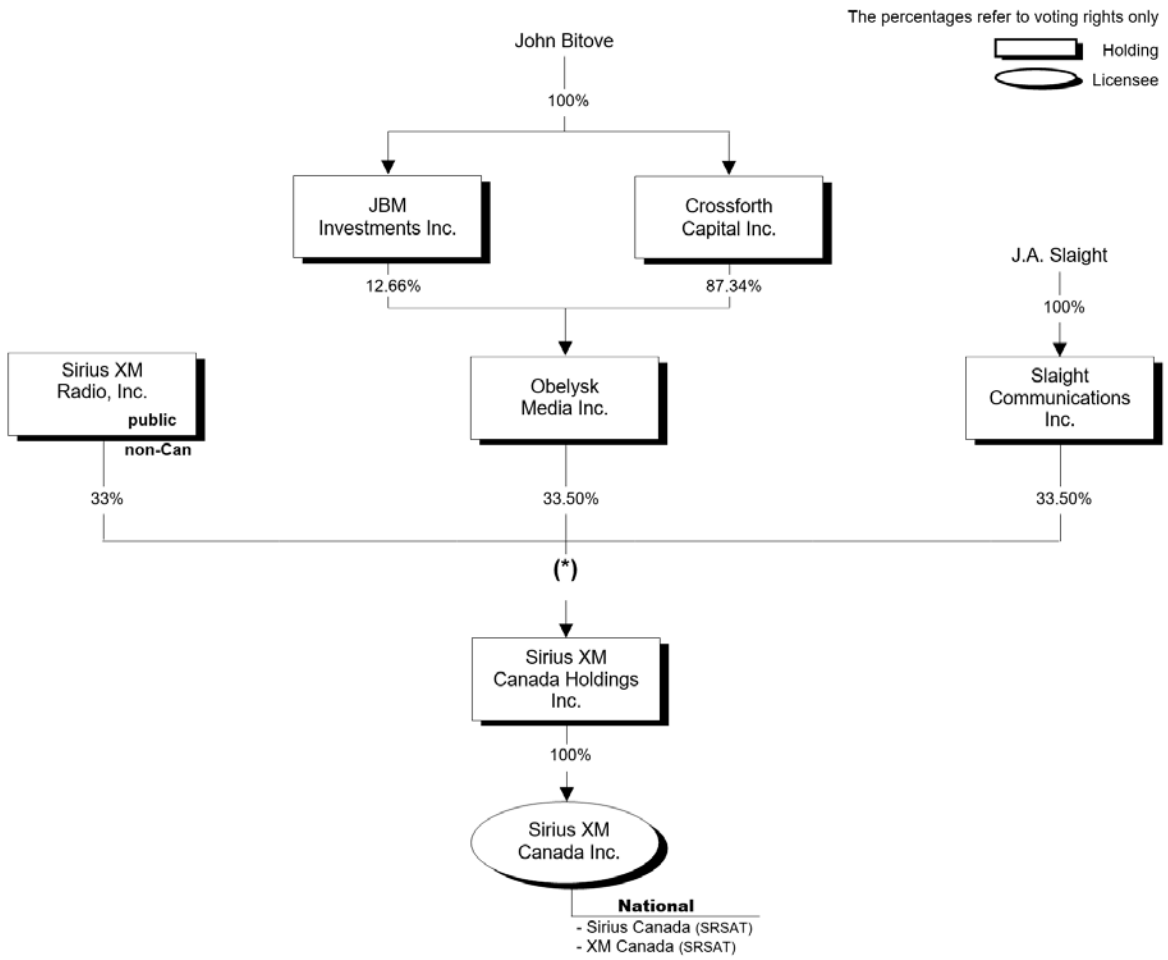 The percentages refer to voting rights only
Holding
Licensee
John Bitove
100%
JBM
Investments Inc.
Crossforth
Capital Inc.
12.66%
87.34%
J.A. Slaight
100%
Sirius XM
Radio, Inc.
public
non-Can
Obelysk
Media Inc.
Slaight
Communications
Inc.
33%
33.50%
33.50%
(*)
Sirius XM
Canada Holdings
Inc.
100%
Sirius XM
Canada Inc.
National
- Sirius Canada (SRSAT)
- XM Canada (SRSAT)